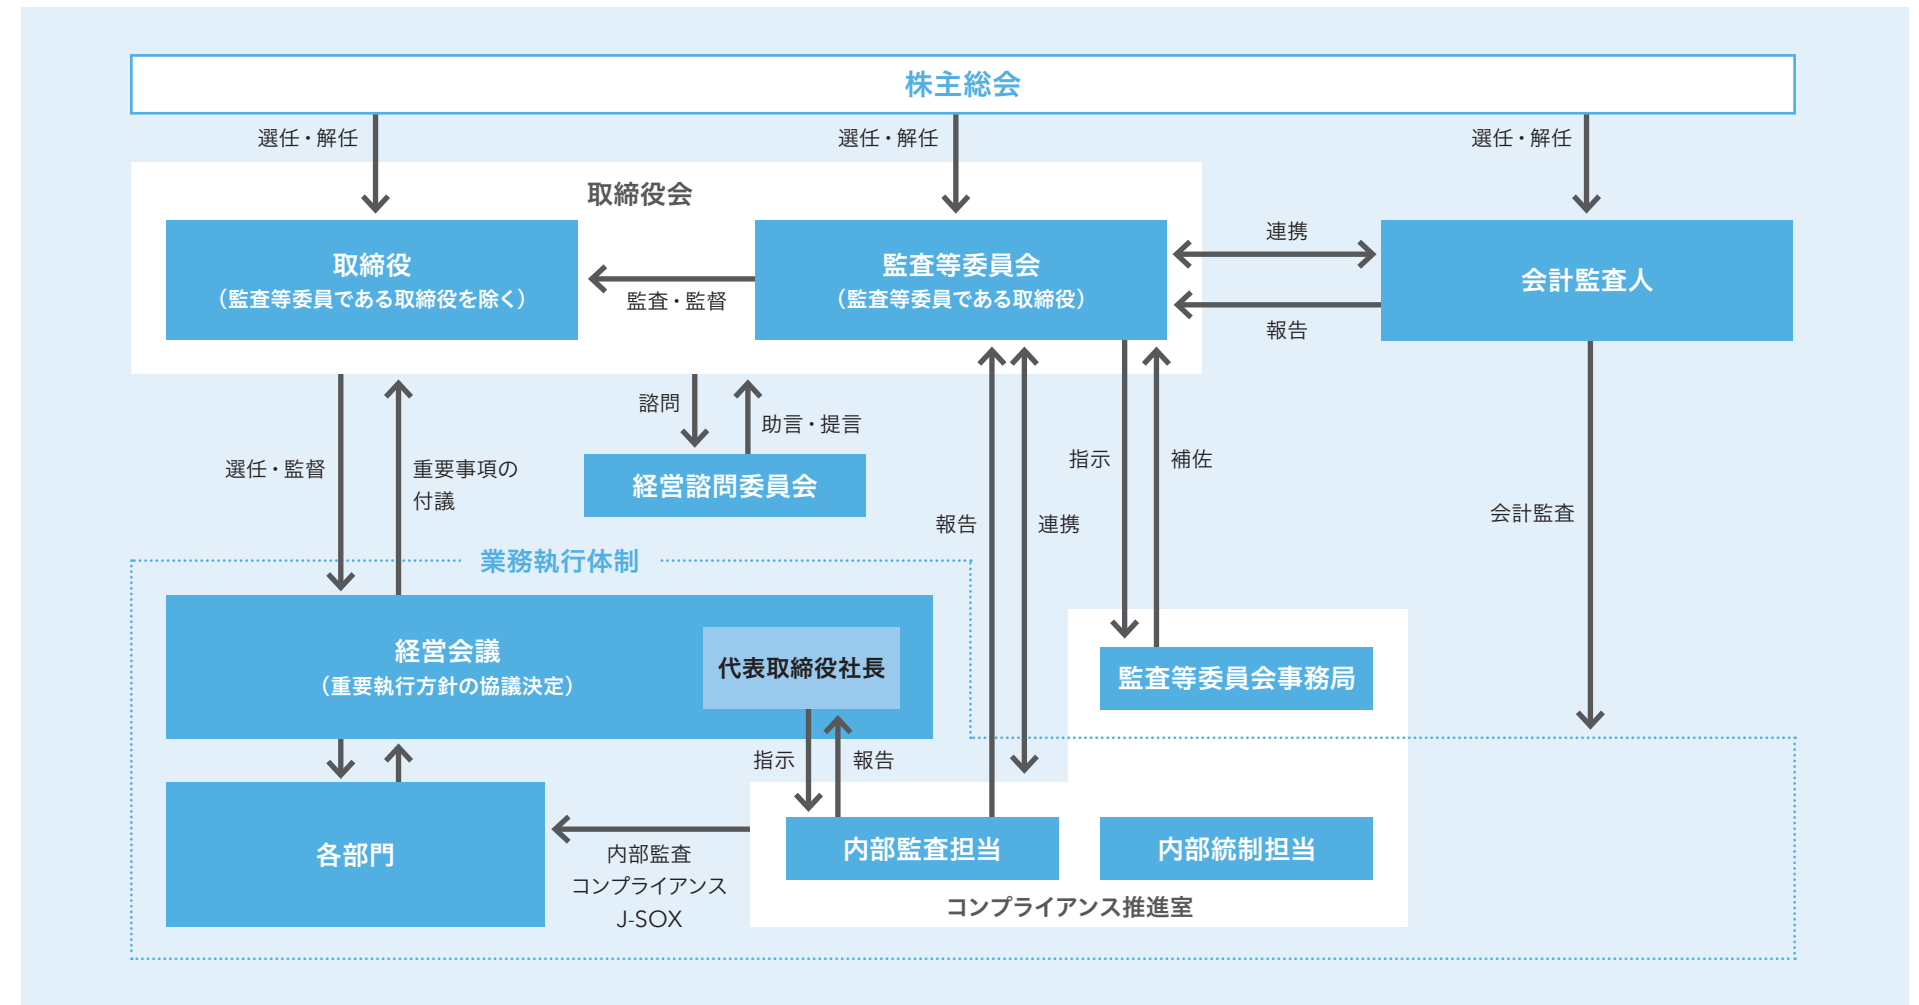 株主総会
選任・解任
選任・解任
選任・解任
取締役会
取締役
（監査等委員である取締役を除く）
監査・監督
監査等委員会
（監査等委員である取締役）
連携
報告
会計監査人
選任・監督
重要事項の
付議
諮問
助言・提言
経営諮問委員会
報告
連携
指示
補佐
会計監査
業務執行体制
経営会議
（重要執行方針の協議決定）
代表取締役社長
監査等委員会事務局
指示
報告
各部門
内部監査
コンプライアンス
J-SOX
内部監査担当
内部統制担当
コンプライアンス推進室